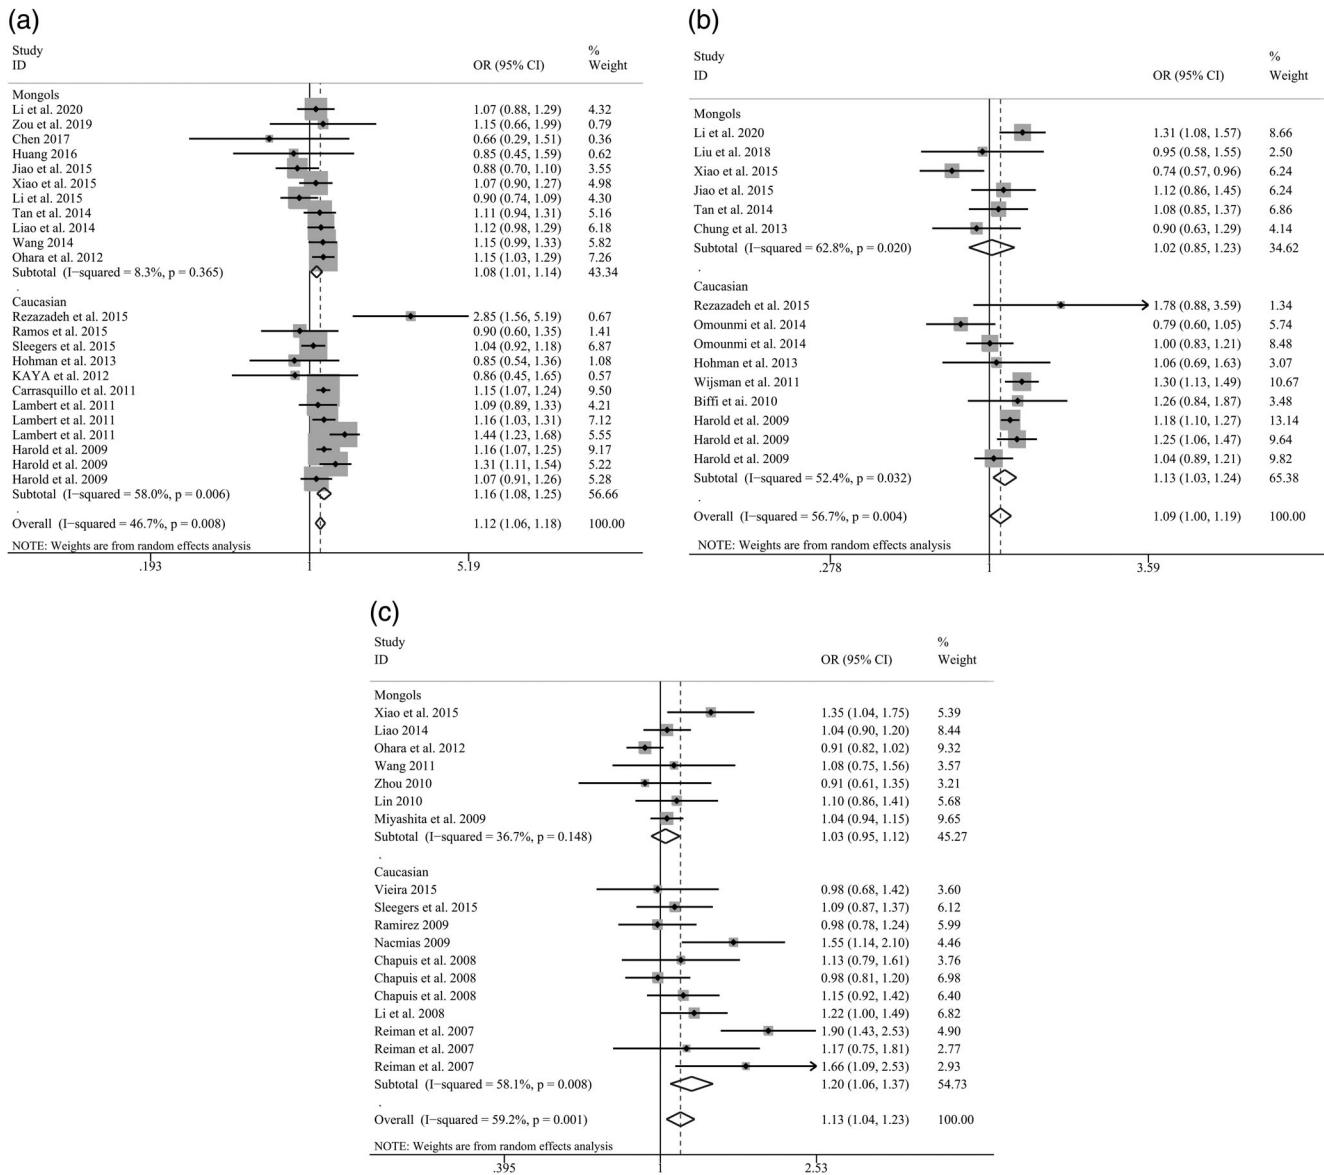 (a)
Study %
ID OR (95% CI) Weight
Mongols
Li et al. 2020 1.07 (0.88, 1.29) 4.32
Zou et al. 2019 1.15 (0.66, 1.99) 0.79
Chen 2017 0.66 (0.29, 1.51) 0.36
Huang 2016 0.85 (0.45, 1.59) 0.62
Jiao et al. 2015 0.88 (0.70, 1.10) 3.55
Xiao et al. 2015 1.07 (0.90, 1.27) 4.98
Li et al. 2015 0.90 (0.74, 1.09) 4.30
Tan et al. 2014 1.11 (0.94, 1.31) 5.16
Liao et al. 2014 1.12 (0.98, 1.29) 6.18
Wang 2014 1.15 (0.99, 1.33) 5.82
Ohara et al. 2012 1.15 (1.03, 1.29) 7.26
Subtotal (I−squared = 8.3%, p = 0.365) 1.08 (1.01, 1.14) 43.34
.
Caucasian
Rezazadeh et al. 2015 2.85 (1.56, 5.19) 0.67
Ramos et al. 2015 0.90 (0.60, 1.35) 1.41
Sleegers et al. 2015 1.04 (0.92, 1.18) 6.87
Hohman et al. 2013 0.85 (0.54, 1.36) 1.08
KAYA et al. 2012 0.86 (0.45, 1.65) 0.57
Carrasquillo et al. 2011 1.15 (1.07, 1.24) 9.50
Lambert et al. 2011 1.09 (0.89, 1.33) 4.21
Lambert et al. 2011 1.16 (1.03, 1.31) 7.12
Lambert et al. 2011 1.44 (1.23, 1.68) 5.55
Harold et al. 2009 1.16 (1.07, 1.25) 9.17
Harold et al. 2009 1.31 (1.11, 1.54) 5.22
Harold et al. 2009 1.07 (0.91, 1.26) 5.28
Subtotal (I−squared = 58.0%, p = 0.006) 1.16 (1.08, 1.25) 56.66
.
Overall (I−squared = 46.7%, p = 0.008) 1.12 (1.06, 1.18) 100.00
NOTE: Weights are from random effects analysis
.193 1 5.19
(b)
Study %
ID OR (95% CI) Weight
Mongols
Li et al. 2020 1.31 (1.08, 1.57) 8.66
Liu et al. 2018 0.95 (0.58, 1.55) 2.50
Xiao et al. 2015 0.74 (0.57, 0.96) 6.24
Jiao et al. 2015 1.12 (0.86, 1.45) 6.24
Tan et al. 2014 1.08 (0.85, 1.37) 6.86
Chung et al. 2013 0.90 (0.63, 1.29) 4.14
Subtotal (I−squared = 62.8%, p = 0.020) 1.02 (0.85, 1.23) 34.62
.
Caucasian
Rezazadeh et al. 2015 1.78 (0.88, 3.59) 1.34
Omounmi et al. 2014 0.79 (0.60, 1.05) 5.74
Omounmi et al. 2014 1.00 (0.83, 1.21) 8.48
Hohman et al. 2013 1.06 (0.69, 1.63) 3.07
Wijsman et al. 2011 1.30 (1.13, 1.49) 10.67
Biffi et ai. 2010 1.26 (0.84, 1.87) 3.48
Harold et al. 2009 1.18 (1.10, 1.27) 13.14
Harold et al. 2009 1.25 (1.06, 1.47) 9.64
Harold et al. 2009 1.04 (0.89, 1.21) 9.82
Subtotal (I−squared = 52.4%, p = 0.032) 1.13 (1.03, 1.24) 65.38
.
Overall (I−squared = 56.7%, p = 0.004) 1.09 (1.00, 1.19) 100.00
NOTE: Weights are from random effects analysis
.278 1 3.59
(c)
Study %
ID OR (95% CI) Weight
Mongols
Xiao et al. 2015 1.35 (1.04, 1.75) 5.39
Liao 2014 1.04 (0.90, 1.20) 8.44
Ohara et al. 2012 0.91 (0.82, 1.02) 9.32
Wang 2011 1.08 (0.75, 1.56) 3.57
Zhou 2010 0.91 (0.61, 1.35) 3.21
Lin 2010 1.10 (0.86, 1.41) 5.68
Miyashita et al. 2009 1.04 (0.94, 1.15) 9.65
Subtotal (I−squared = 36.7%, p = 0.148) 1.03 (0.95, 1.12) 45.27
.
Caucasian
Vieira 2015 0.98 (0.68, 1.42) 3.60
Sleegers et al. 2015 1.09 (0.87, 1.37) 6.12
Ramirez 2009 0.98 (0.78, 1.24) 5.99
Nacmias 2009 1.55 (1.14, 2.10) 4.46
Chapuis et al. 2008 1.13 (0.79, 1.61) 3.76
Chapuis et al. 2008 0.98 (0.81, 1.20) 6.98
Chapuis et al. 2008 1.15 (0.92, 1.42) 6.40
Li et al. 2008 1.22 (1.00, 1.49) 6.82
Reiman et al. 2007 1.90 (1.43, 2.53) 4.90
Reiman et al. 2007 1.17 (0.75, 1.81) 2.77
Reiman et al. 2007 1.66 (1.09, 2.53) 2.93
Subtotal (I−squared = 58.1%, p = 0.008) 1.20 (1.06, 1.37) 54.73
.
Overall (I−squared = 59.2%, p = 0.001) 1.13 (1.04, 1.23) 100.00
NOTE: Weights are from random effects analysis
.395 1 2.53